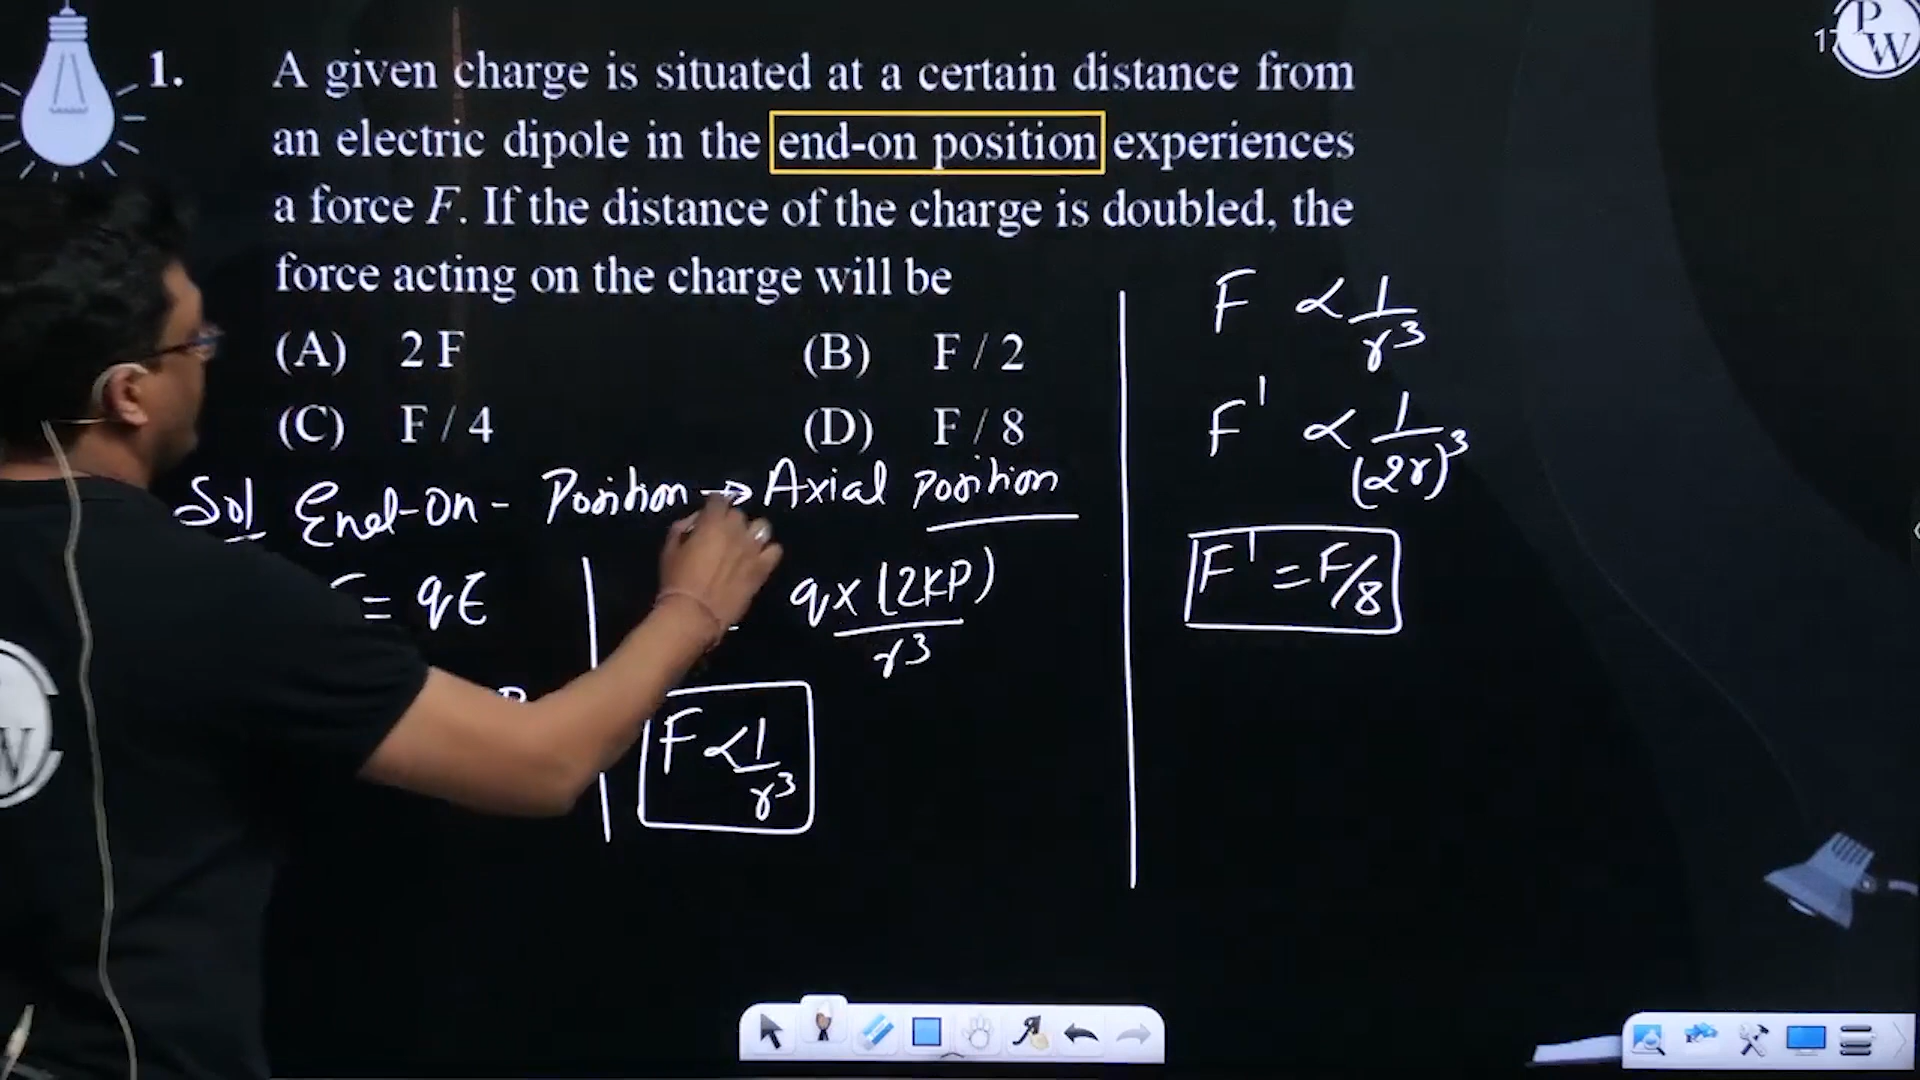 1. A given charge is situated at a certain distance from
an electric dipole in the end-on position experiences
a force F. If the distance of the charge is doubled, the
force acting on the charge will be
(A) 2 F (B) F / 2
(C) F / 4 (D) F / 8
Sol End-On - Position → Axial position
= qE
q×(2KP)/r³
F ∝ 1/r³
F ∝ 1/r³
F' ∝ 1/(2r)³
F' = F/8
PW
W